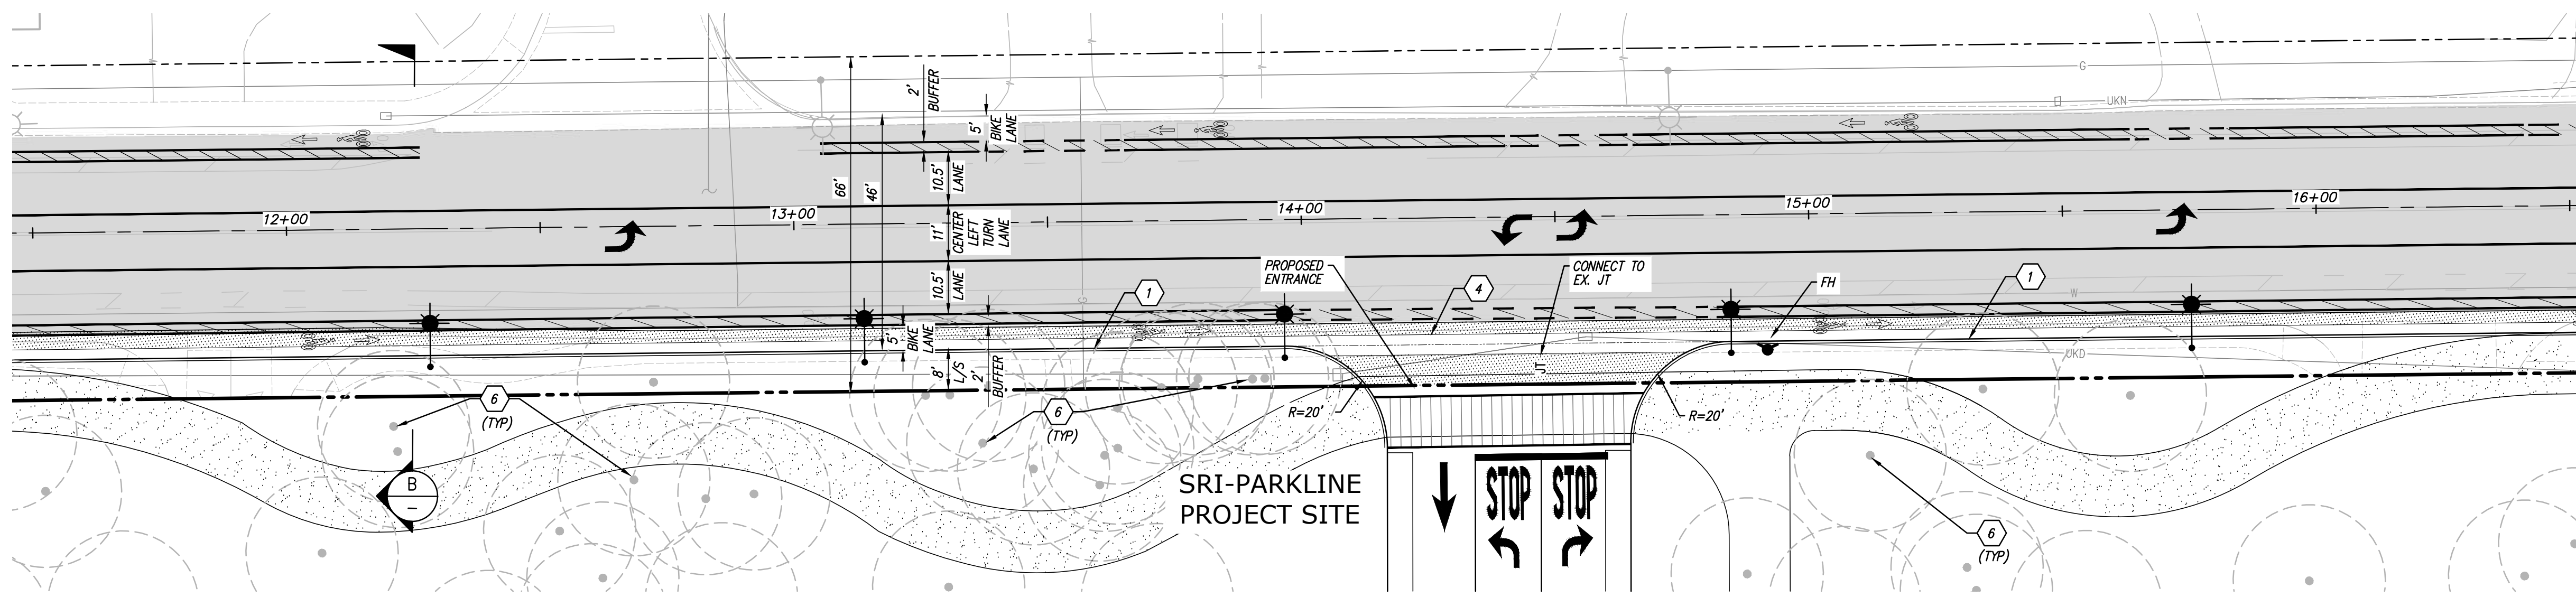 G
UKN
2'
BUFFER
5'
BIKE
LANE
10.5'
LANE
66'
46'
12+00
13+00
14+00
15+00
16+00
11'
CENTER
LEFT
TURN
LANE
10.5'
LANE
PROPOSED
ENTRANCE
CONNECT TO
EX. JT
FH
1
4
1
W
G
5'
BIKE
LANE
8'
L/S
2'
BUFFER
JT
UKD
6
(TYP)
6
(TYP)
R=20'
R=20'
B
–
SRI-PARKLINE
PROJECT SITE
STOP
STOP
6
(TYP)